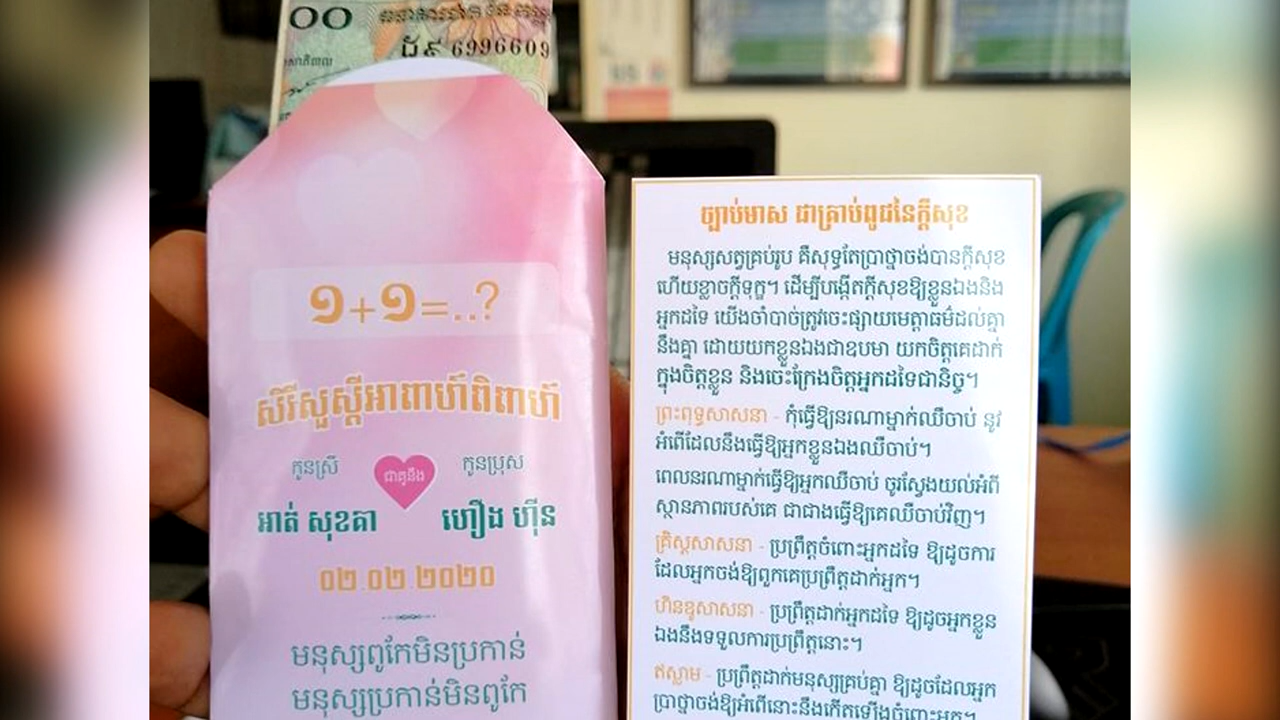 ០០
ដ៩ 6996609
១+១=..?
សិរីសួស្តីអាពាហ៍ពិពាហ៍
កូនស្រី
ជាគូនឹង
កូនប្រុស
អាត់ សុខគា
ហឿង ហ៊ីន
០២.០២.២០២០
មនុស្សពូកែមិនប្រកាន់
មនុស្សប្រកាន់មិនពូកែ
ច្បាប់មាស ជាគ្រាប់ពូជនៃក្តីសុខ
មនុស្សសត្វគ្រប់រូប គឺសុទ្ធតែប្រាថ្នាចង់បានក្តីសុខ
ហើយខ្លាចក្តីទុក្ខ។ ដើម្បីបង្កើតក្តីសុខឱ្យខ្លួនឯងនិង
អ្នកដទៃ យើងចាំបាច់ត្រូវចេះផ្សាយមេត្តាធម៌ដល់គ្នា
នឹងគ្នា ដោយយកខ្លួនឯងជាឧបមា យកចិត្តគេដាក់
ក្នុងចិត្តខ្លួន និងចេះក្រែងចិត្តអ្នកដទៃជានិច្ច។
ព្រះពុទ្ធសាសនា - កុំធ្វើឱ្យនរណាម្នាក់ឈឺចាប់ នូវ
អំពើដែលនឹងធ្វើឱ្យអ្នកខ្លួនឯងឈឺចាប់។
ពេលនរណាម្នាក់ធ្វើឱ្យអ្នកឈឺចាប់ ចូរស្វែងយល់អំពី
ស្ថានភាពរបស់គេ ជាជាងធ្វើឱ្យគេឈឺចាប់វិញ។
គ្រិស្តសាសនា - ប្រព្រឹត្តចំពោះអ្នកដទៃ ឱ្យដូចការ
ដែលអ្នកចង់ឱ្យពួកគេប្រព្រឹត្តដាក់អ្នក។
ហិនឌូសាសនា - ប្រព្រឹត្តដាក់អ្នកដទៃ ឱ្យដូចអ្នកខ្លួន
ឯងនឹងទទួលការប្រព្រឹត្តនោះ។
ឥស្លាម - ប្រព្រឹត្តដាក់មនុស្សគ្រប់គ្នា ឱ្យដូចដែលអ្នក
ប្រាថ្នាចង់ឱ្យអំពើនោះនឹងកើតឡើងចំពោះអ្នក។